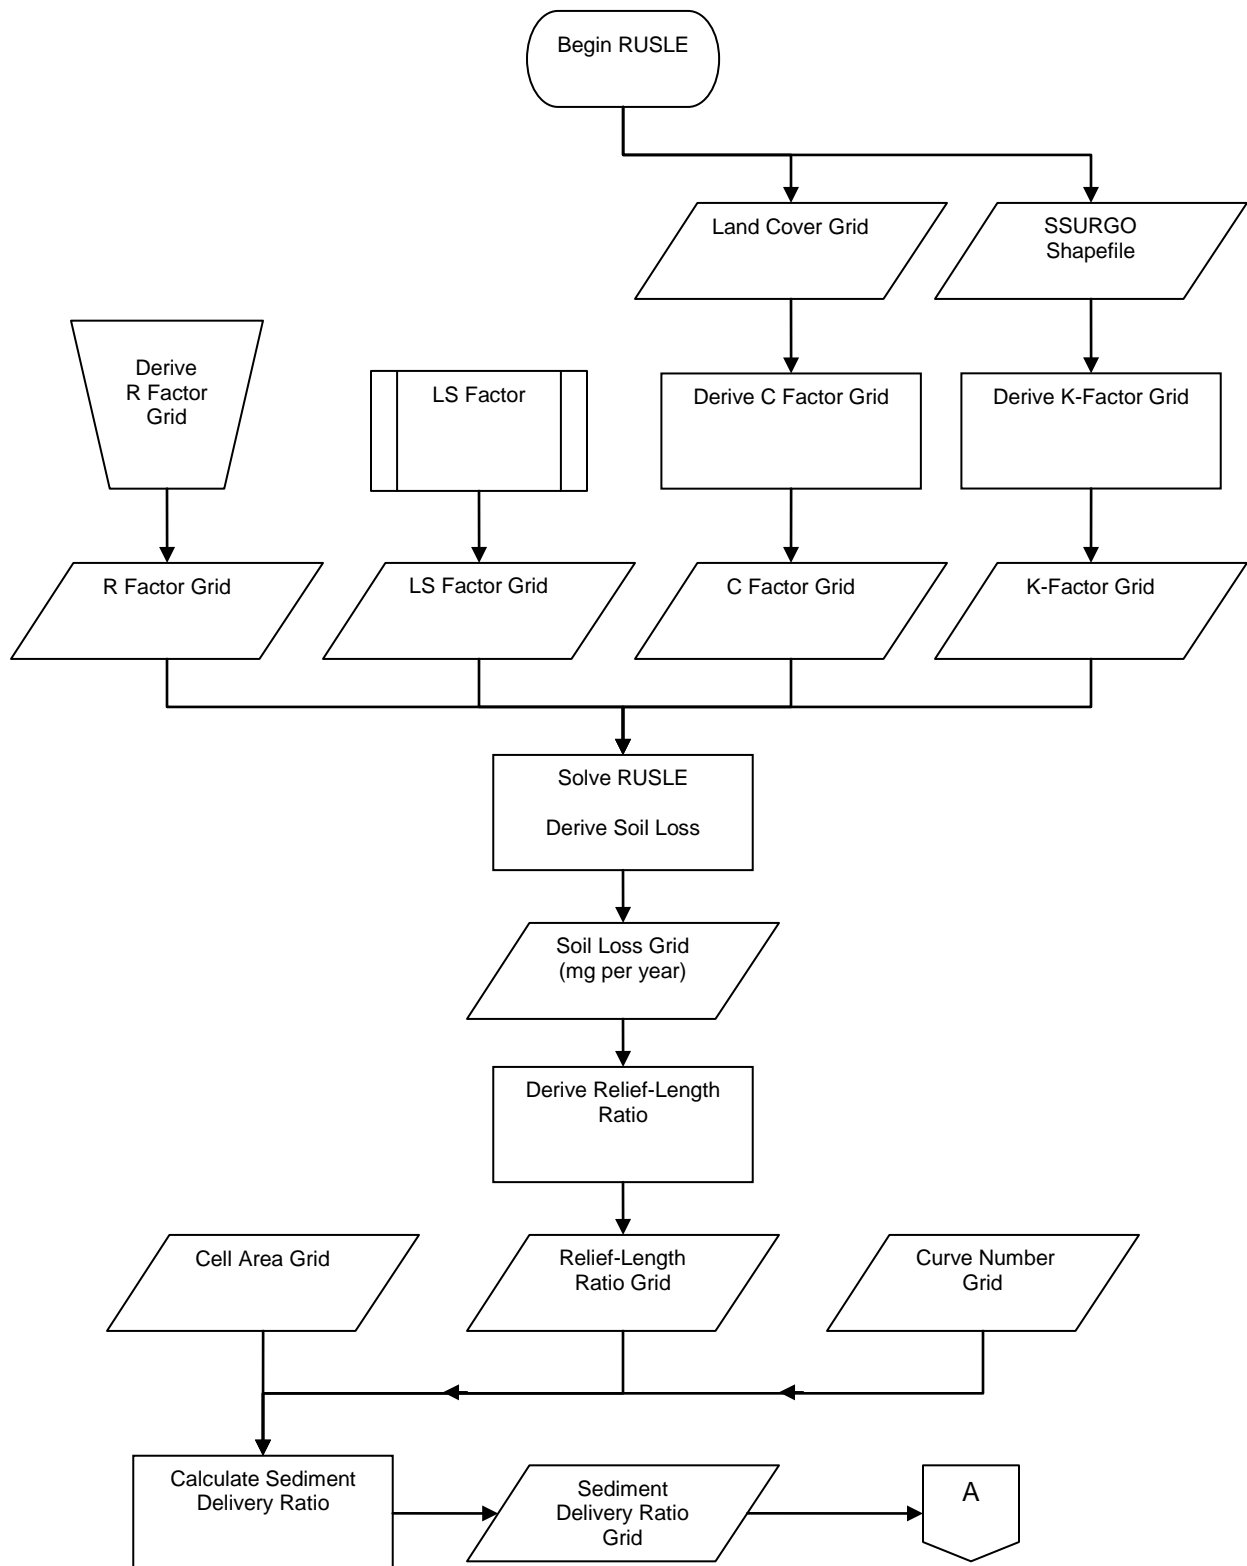 Begin RUSLE
Land Cover Grid
SSURGO
Shapefile
Derive
R Factor
Grid
LS Factor
Derive C Factor Grid
Derive K-Factor Grid
R Factor Grid
LS Factor Grid
C Factor Grid
K-Factor Grid
Solve RUSLE
Derive Soil Loss
Soil Loss Grid
(mg per year)
Derive Relief-Length
Ratio
Cell Area Grid
Relief-Length
Ratio Grid
Curve Number
Grid
Calculate Sediment
Delivery Ratio
Sediment
Delivery Ratio
Grid
A